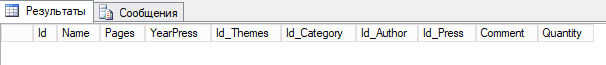 Результаты Сообщения
Id Name Pages YearPress Id_Themes Id_Category Id_Author Id_Press Comment Quantity